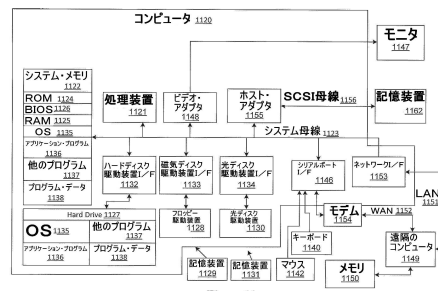 コンピュータ 1120
モニタ
1147
システム・メモリ
1122
ROM 1124
BIOS 1126
RAM 1125
OS 1135
アプリケーション・プログラム
1136
他のプログラム
1137
プログラム・データ
1138
処理装置
1121
ビデオ・
アダプタ
1148
ホスト・
アダプタ
1155
SCSI母線
1156
記憶装置
1162
システム母線
1123
ハードディスク
駆動装置I/F
1132
磁気ディスク
駆動装置I/F
1133
光ディスク
駆動装置I/F
1134
シリアルポート
I/F
1146
ネットワークI/F
1153
LAN
1151
Hard Drive 1127
OS 1135
他のプログラム
1137
アプリケーション・プログラム
1136
プログラム・データ
1138
フロッピー
駆動装置
1128
光ディスク
駆動装置
1130
記憶装置
1129
記憶装置
1131
キーボード
1140
マウス
1142
モデム
1154
WAN 1152
遠隔の
コンピュータ
1149
メモリ
1150